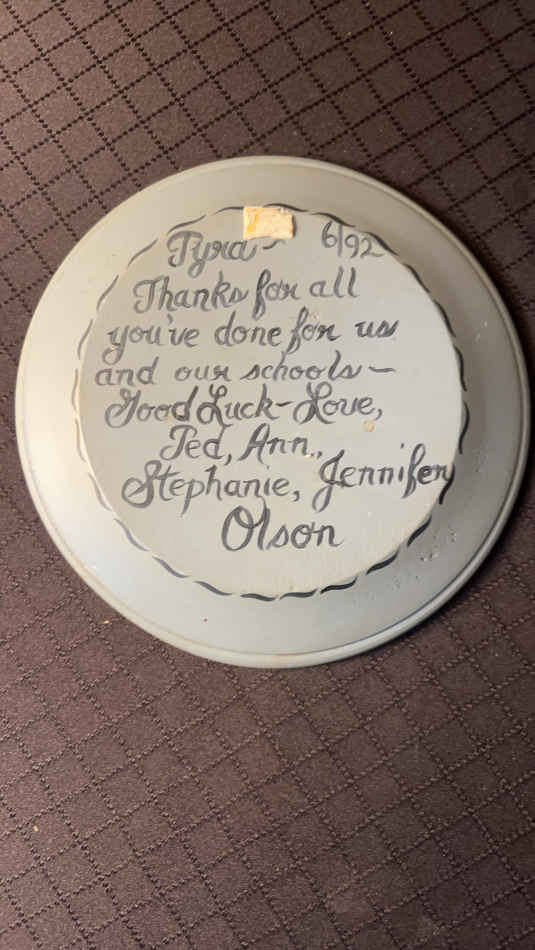 Tyra- 6/92
Thanks for all
you've done for us
and our schools-
Good Luck-Love,
Ted, Ann,
Stephanie, Jennifer
Olson